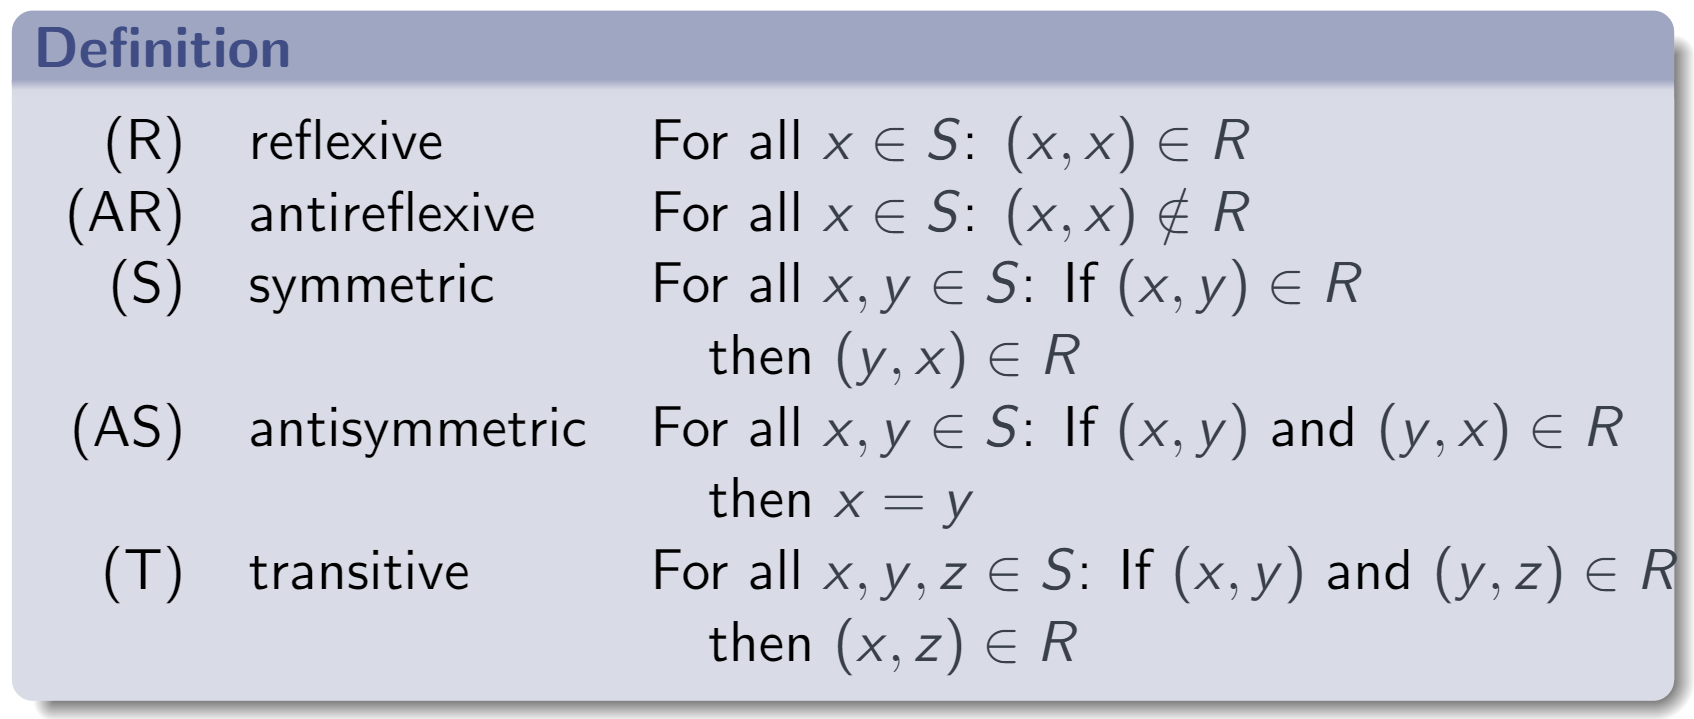 Definition
(R) reflexive For all x ∈ S: (x, x) ∈ R
(AR) antireflexive For all x ∈ S: (x, x) ∉ R
(S) symmetric For all x, y ∈ S: If (x, y) ∈ R
then (y, x) ∈ R
(AS) antisymmetric For all x, y ∈ S: If (x, y) and (y, x) ∈ R
then x = y
(T) transitive For all x, y, z ∈ S: If (x, y) and (y, z) ∈ R
then (x, z) ∈ R